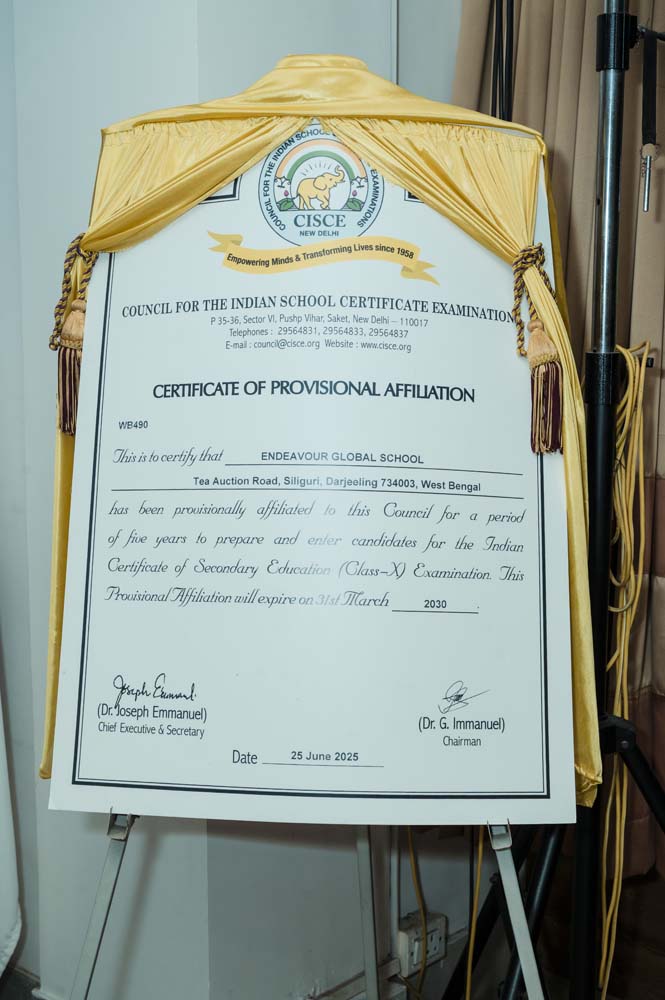 COUNCIL FOR THE INDIAN SCHOOL EXAMINATIONS
CISCE
NEW DELHI
Empowering Minds & Transforming Lives since 1958
COUNCIL FOR THE INDIAN SCHOOL CERTIFICATE EXAMINATION
P 35-36, Sector VI, Pushp Vihar, Saket, New Delhi – 110017
Telephones : 29564831, 29564833, 29564837
E-mail : council@cisce.org Website : www.cisce.org
CERTIFICATE OF PROVISIONAL AFFILIATION
WB490
This is to certify that ENDEAVOUR GLOBAL SCHOOL
Tea Auction Road, Siliguri, Darjeeling 734003, West Bengal
has been provisionally affiliated to this Council for a period
of five years to prepare and enter candidates for the Indian
Certificate of Secondary Education (Class-X) Examination. This
Provisional Affiliation will expire on 31st March 2030 .
Joseph Emmanuel
(Dr. Joseph Emmanuel)
Chief Executive & Secretary
(Dr. G. Immanuel)
Chairman
Date 25 June 2025